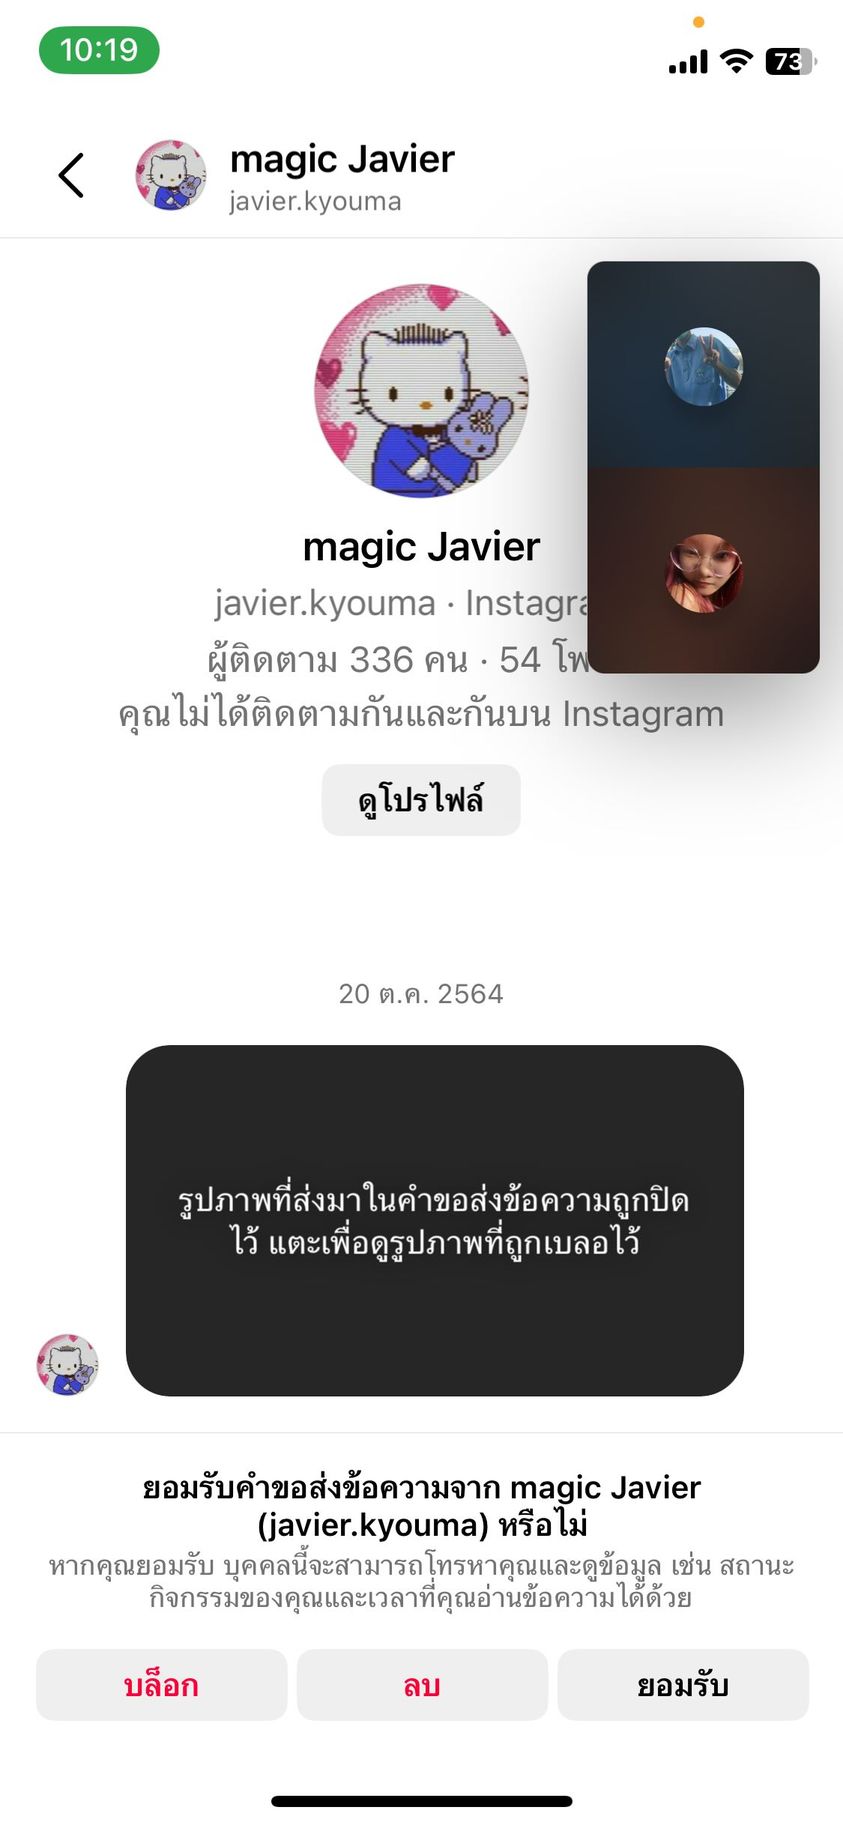 10:19
73
magic Javier
javier.kyouma
magic Javier
javier.kyouma · Instagra
ผู้ติดตาม 336 คน · 54 โพ
คุณไม่ได้ติดตามกันและกันบน Instagram
ดูโปรไฟล์
20 ต.ค. 2564
รูปภาพที่ส่งมาในคำขอส่งข้อความถูกปิด
ไว้ แตะเพื่อดูรูปภาพที่ถูกเบลอไว้
ยอมรับคำขอส่งข้อความจาก magic Javier
(javier.kyouma) หรือไม่
หากคุณยอมรับ บุคคลนี้จะสามารถโทรหาคุณและดูข้อมูล เช่น สถานะ
กิจกรรมของคุณและเวลาที่คุณอ่านข้อความได้ด้วย
บล็อก
ลบ
ยอมรับ